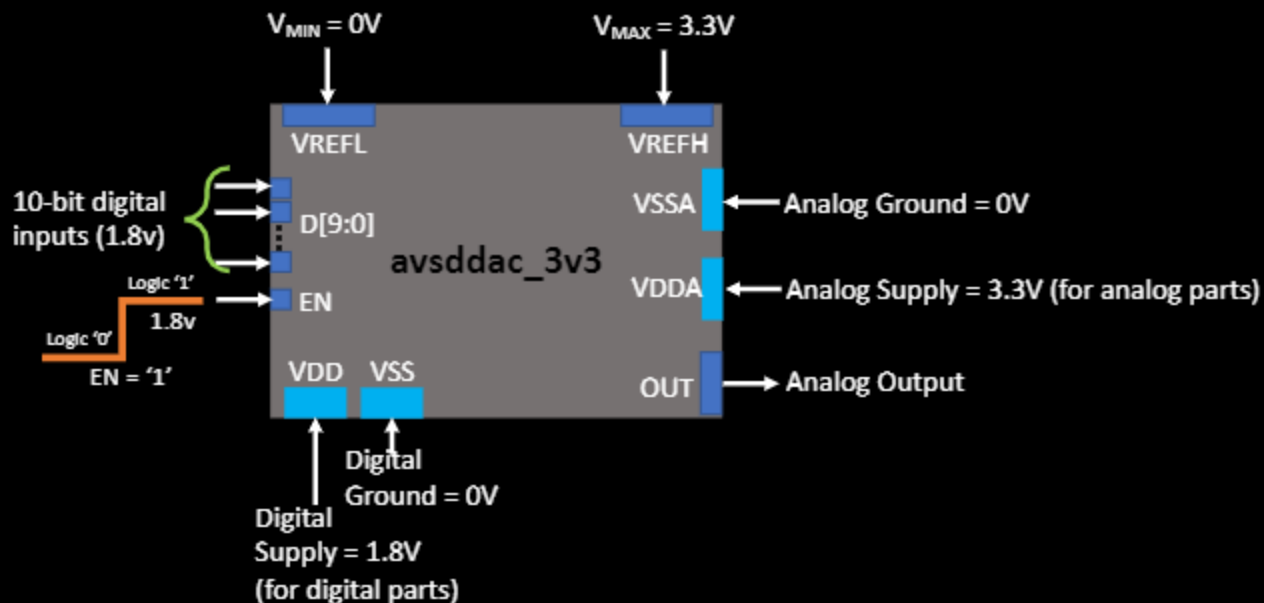 VMIN = 0V
VMAX = 3.3V
VREFL
VREFH
10-bit digital
inputs (1.8v)
D[9:0]
VSSA
Analog Ground = 0V
avsddac_3v3
VDDA
Analog Supply = 3.3V (for analog parts)
Logic ‘1’
EN
1.8v
Logic ‘0’
EN = ‘1’
VDD
VSS
OUT
Analog Output
Digital
Ground = 0V
Digital
Supply = 1.8V
(for digital parts)